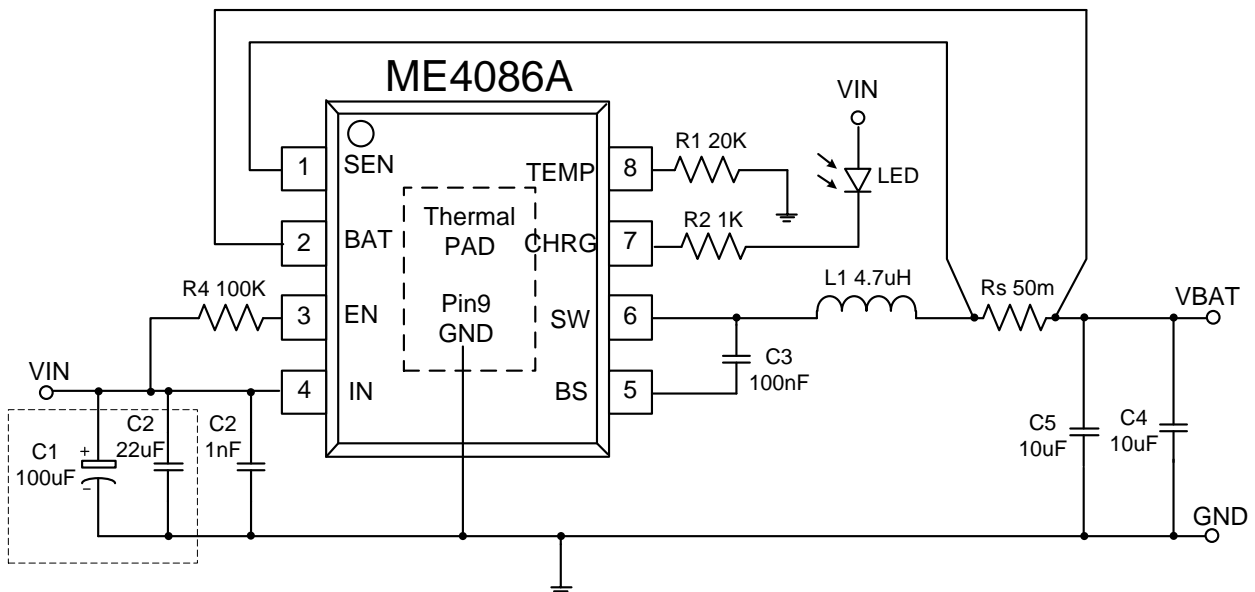 ME4086A
VIN
1
SEN
TEMP
8
R1 20K
LED
Thermal
PAD
2
BAT
CHRG
7
R2 1K
R4 100K
3
EN
Pin9
GND
SW
6
L1 4.7uH
Rs 50m
VBAT
VIN
4
IN
BS
5
C3
100nF
C1
100uF
+
−
C2
22uF
C2
1nF
C5
10uF
C4
10uF
GND